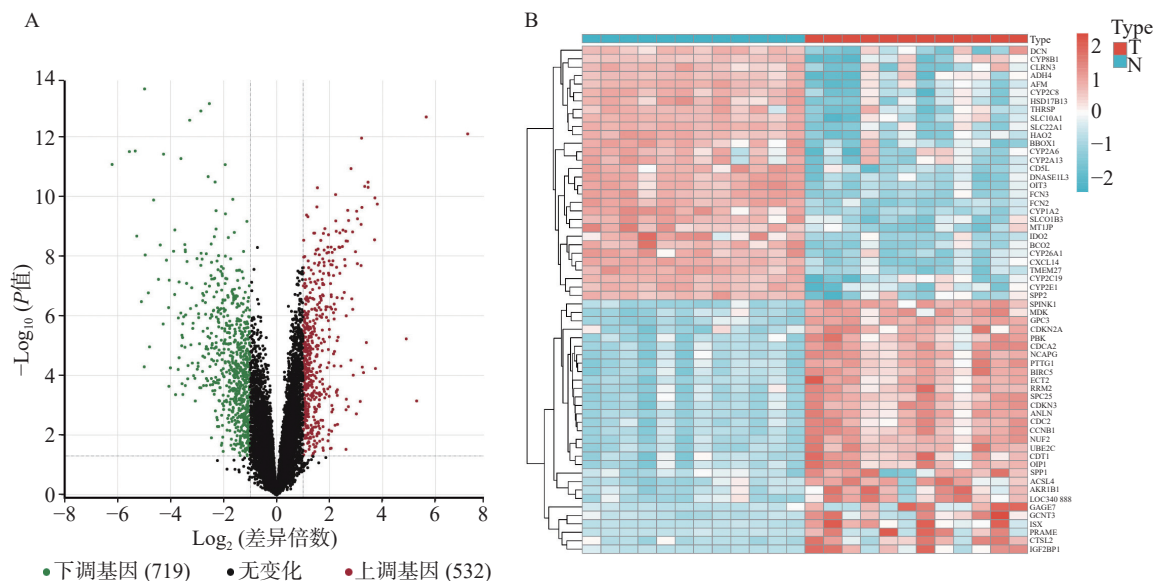 A
14
12
10
8
6
4
2
0
−Log₁₀ (P值)
−8
−6
−4
−2
0
2
4
6
8
Log₂ (差异倍数)
下调基因 (719)
无变化
上调基因 (532)
B
Type
DCN
CYP8B1
CLRN3
ADH4
AFM
CYP2C8
HSD17B13
THRSP
SLC10A1
SLC22A1
HAO2
BBOX1
CYP2A6
CYP2A13
CD5L
DNASE1L3
OIT3
FCN3
FCN2
CYP1A2
SLCO1B3
MT1JP
IDO2
BCO2
CYP26A1
CXCL14
TMEM27
CYP2C19
CYP2E1
SPP2
SPINK1
MDK
GPC3
CDKN2A
PBK
CDCA2
NCAPG
PTTG1
BIRC5
ECT2
RRM2
SPC25
CDKN3
ANLN
CDC2
CCNB1
NUF2
UBE2C
CDT1
OIP1
SPP1
ACSL4
AKR1B1
LOC340 888
GAGE7
GCNT3
ISX
PRAME
CTSL2
IGF2BP1
2
1
0
−1
−2
Type
T
N